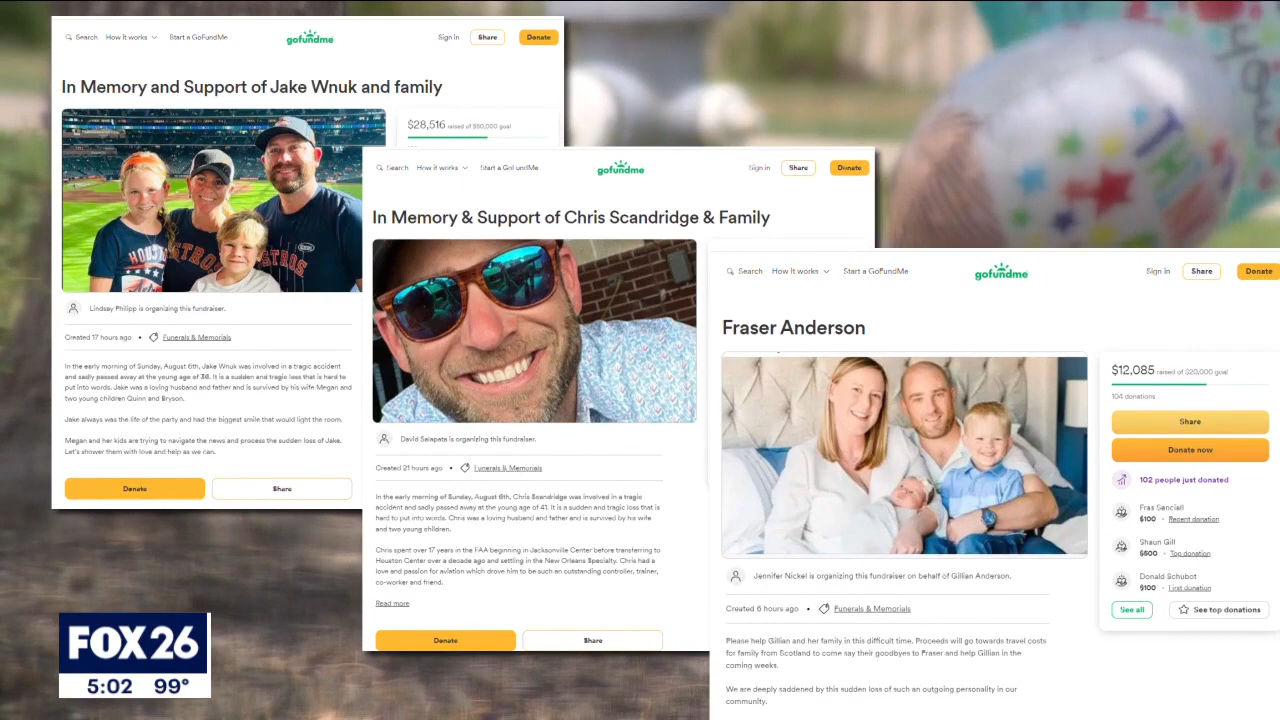 Search How it works Start a GoFundMe gofundme Sign in Share Donate
In Memory and Support of Jake Wnuk and family
$28,516 raised of $50,000 goal
HOUSTON
ASTROS
ASTROS
Lindsay Philipp is organizing this fundraiser.
Created 17 hours ago • Funerals & Memorials
In the early morning of Sunday, August 6th, Jake Wnuk was involved in a tragic accident
and sadly passed away at the young age of 36. It is a sudden and tragic loss that is hard to
put into words. Jake was a loving husband and father and is survived by his wife Megan and
two young children Quinn and Bryson.
Jake always was the life of the party and had the biggest smile that would light the room.
Megan and her kids are trying to navigate the news and process the sudden loss of Jake.
Let's shower them with love and help as we can.
Donate Share
Search How it works Start a GoFundMe gofundme Sign in Share Donate
In Memory & Support of Chris Scandridge & Family
David Saiapata is organizing this fundraiser.
Created 21 hours ago • Funerals & Memorials
In the early morning of Sunday, August 6th, Chris Scandridge was involved in a tragic
accident and sadly passed away at the young age of 41. It is a sudden and tragic loss that is
hard to put into words. Chris was a loving husband and father and is survived by his wife
and two young children.
Chris spent over 17 years in the FAA beginning in Jacksonville Center before transferring to
Houston Center over a decade ago and settling in the New Orleans Specialty. Chris had a
love and passion for aviation which drove him to be such an outstanding controller, trainer,
co-worker and friend.
Read more
Donate Share
Search How it works Start a GoFundMe gofundme Sign in Share Donate
Fraser Anderson
$12,085 raised of $20,000 goal
104 donations
Share
Donate now
102 people just donated
Fras Senciall
$100 • Recent donation
Shaun Gill
$500 • Top donation
Donald Schubot
$100 • First donation
See all See top donations
Jennifer Nickel is organizing this fundraiser on behalf of Gillian Anderson.
Created 6 hours ago • Funerals & Memorials
Please help Gillian and her family in this difficult time. Proceeds will go towards travel costs
for family from Scotland to come say their goodbyes to Fraser and help Gillian in the
coming weeks.
We are deeply saddened by this sudden loss of such an outgoing personality in our
community.
FOX 26
5:02 99°